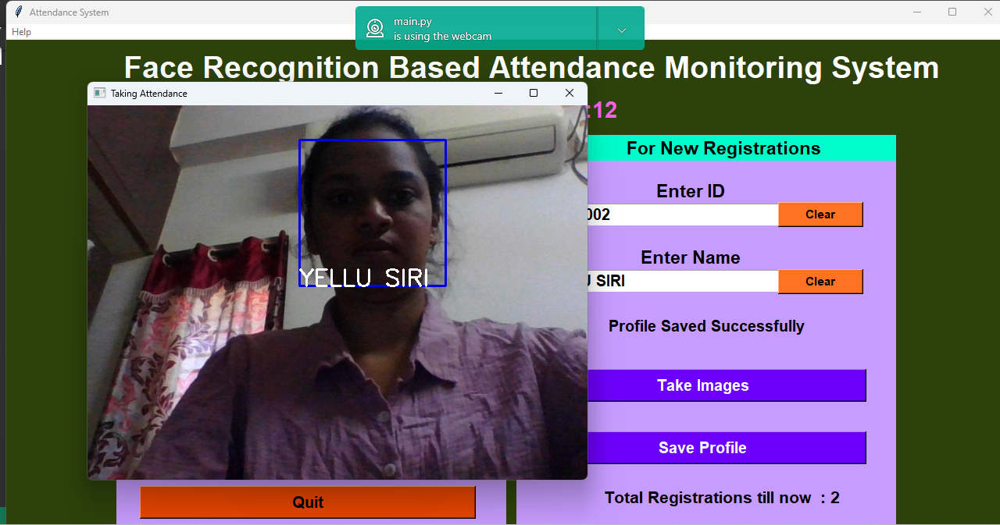 Attendance System
main.py
is using the webcam
Help
Face Recognition Based Attendance Monitoring System
Taking Attendance
:12
For New Registrations
Enter ID
002
Clear
Enter Name
SIRI
Clear
YELLU SIRI
Profile Saved Successfully
Take Images
Save Profile
Quit
Total Registrations till now : 2